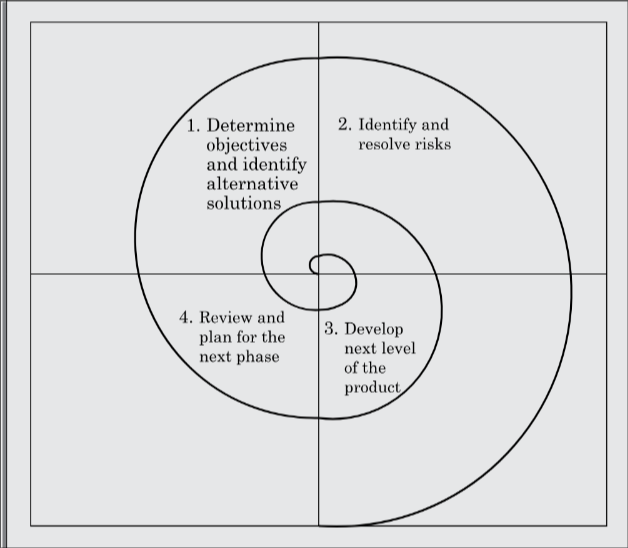 1. Determine
objectives
and identify
alternative
solutions
2. Identify and
resolve risks
4. Review and
plan for the
next phase
3. Develop
next level
of the
product